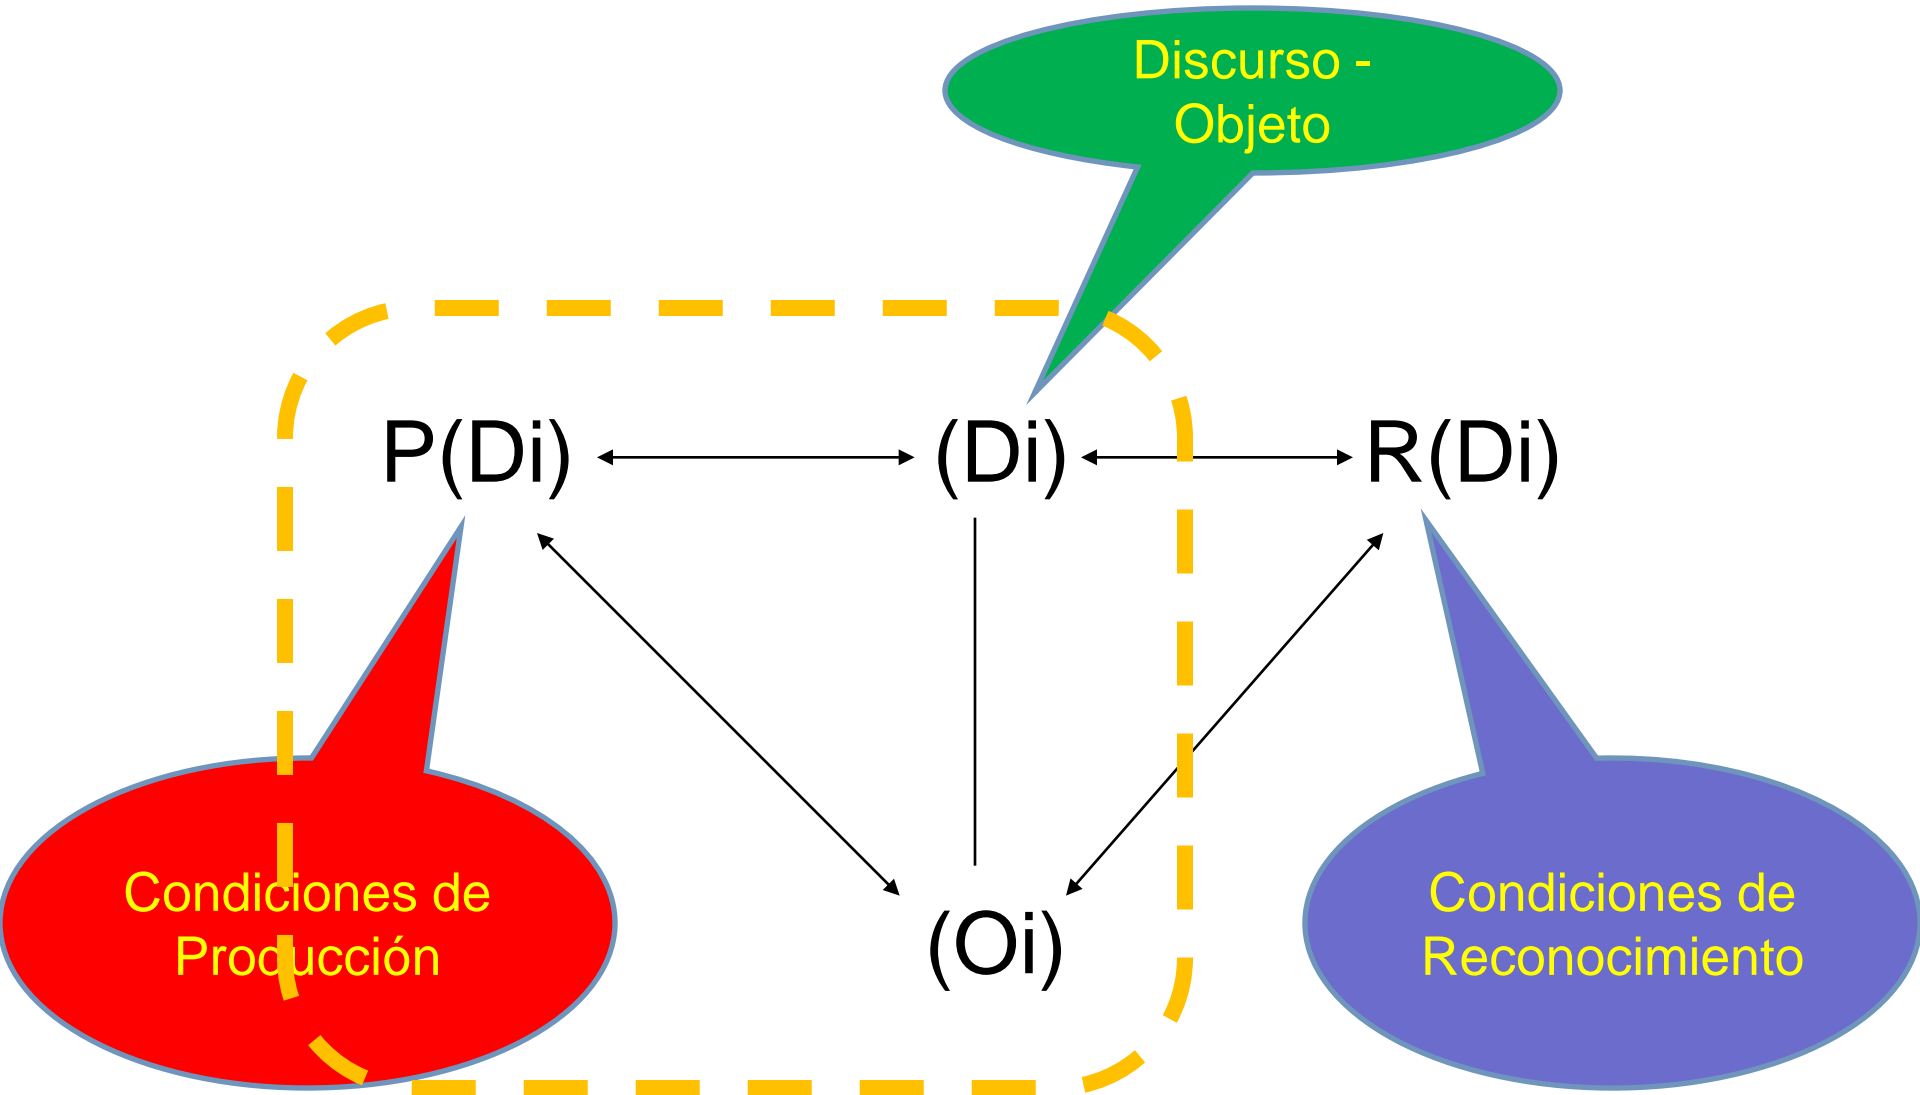 Discurso -
Objeto
P(Di)
(Di)
R(Di)
Condiciones de
Producción
(Oi)
Condiciones de
Reconocimiento